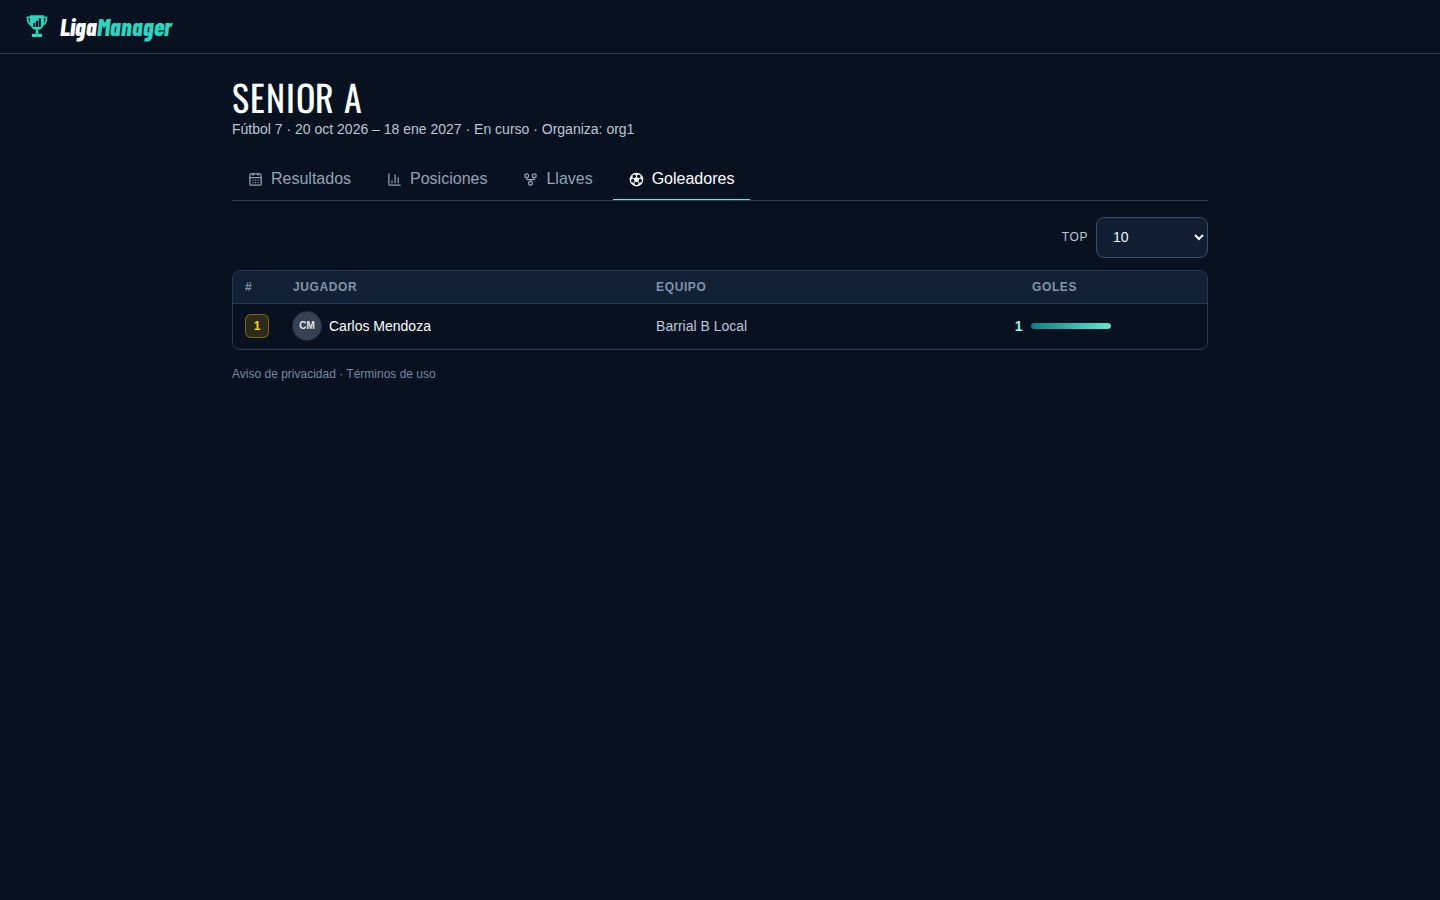 LigaManager
SENIOR A
Fútbol 7 · 20 oct 2026 – 18 ene 2027 · En curso · Organiza: org1
Resultados Posiciones Llaves Goleadores
TOP 10
# JUGADOR EQUIPO GOLES
1 CM Carlos Mendoza Barrial B Local 1
Aviso de privacidad · Términos de uso